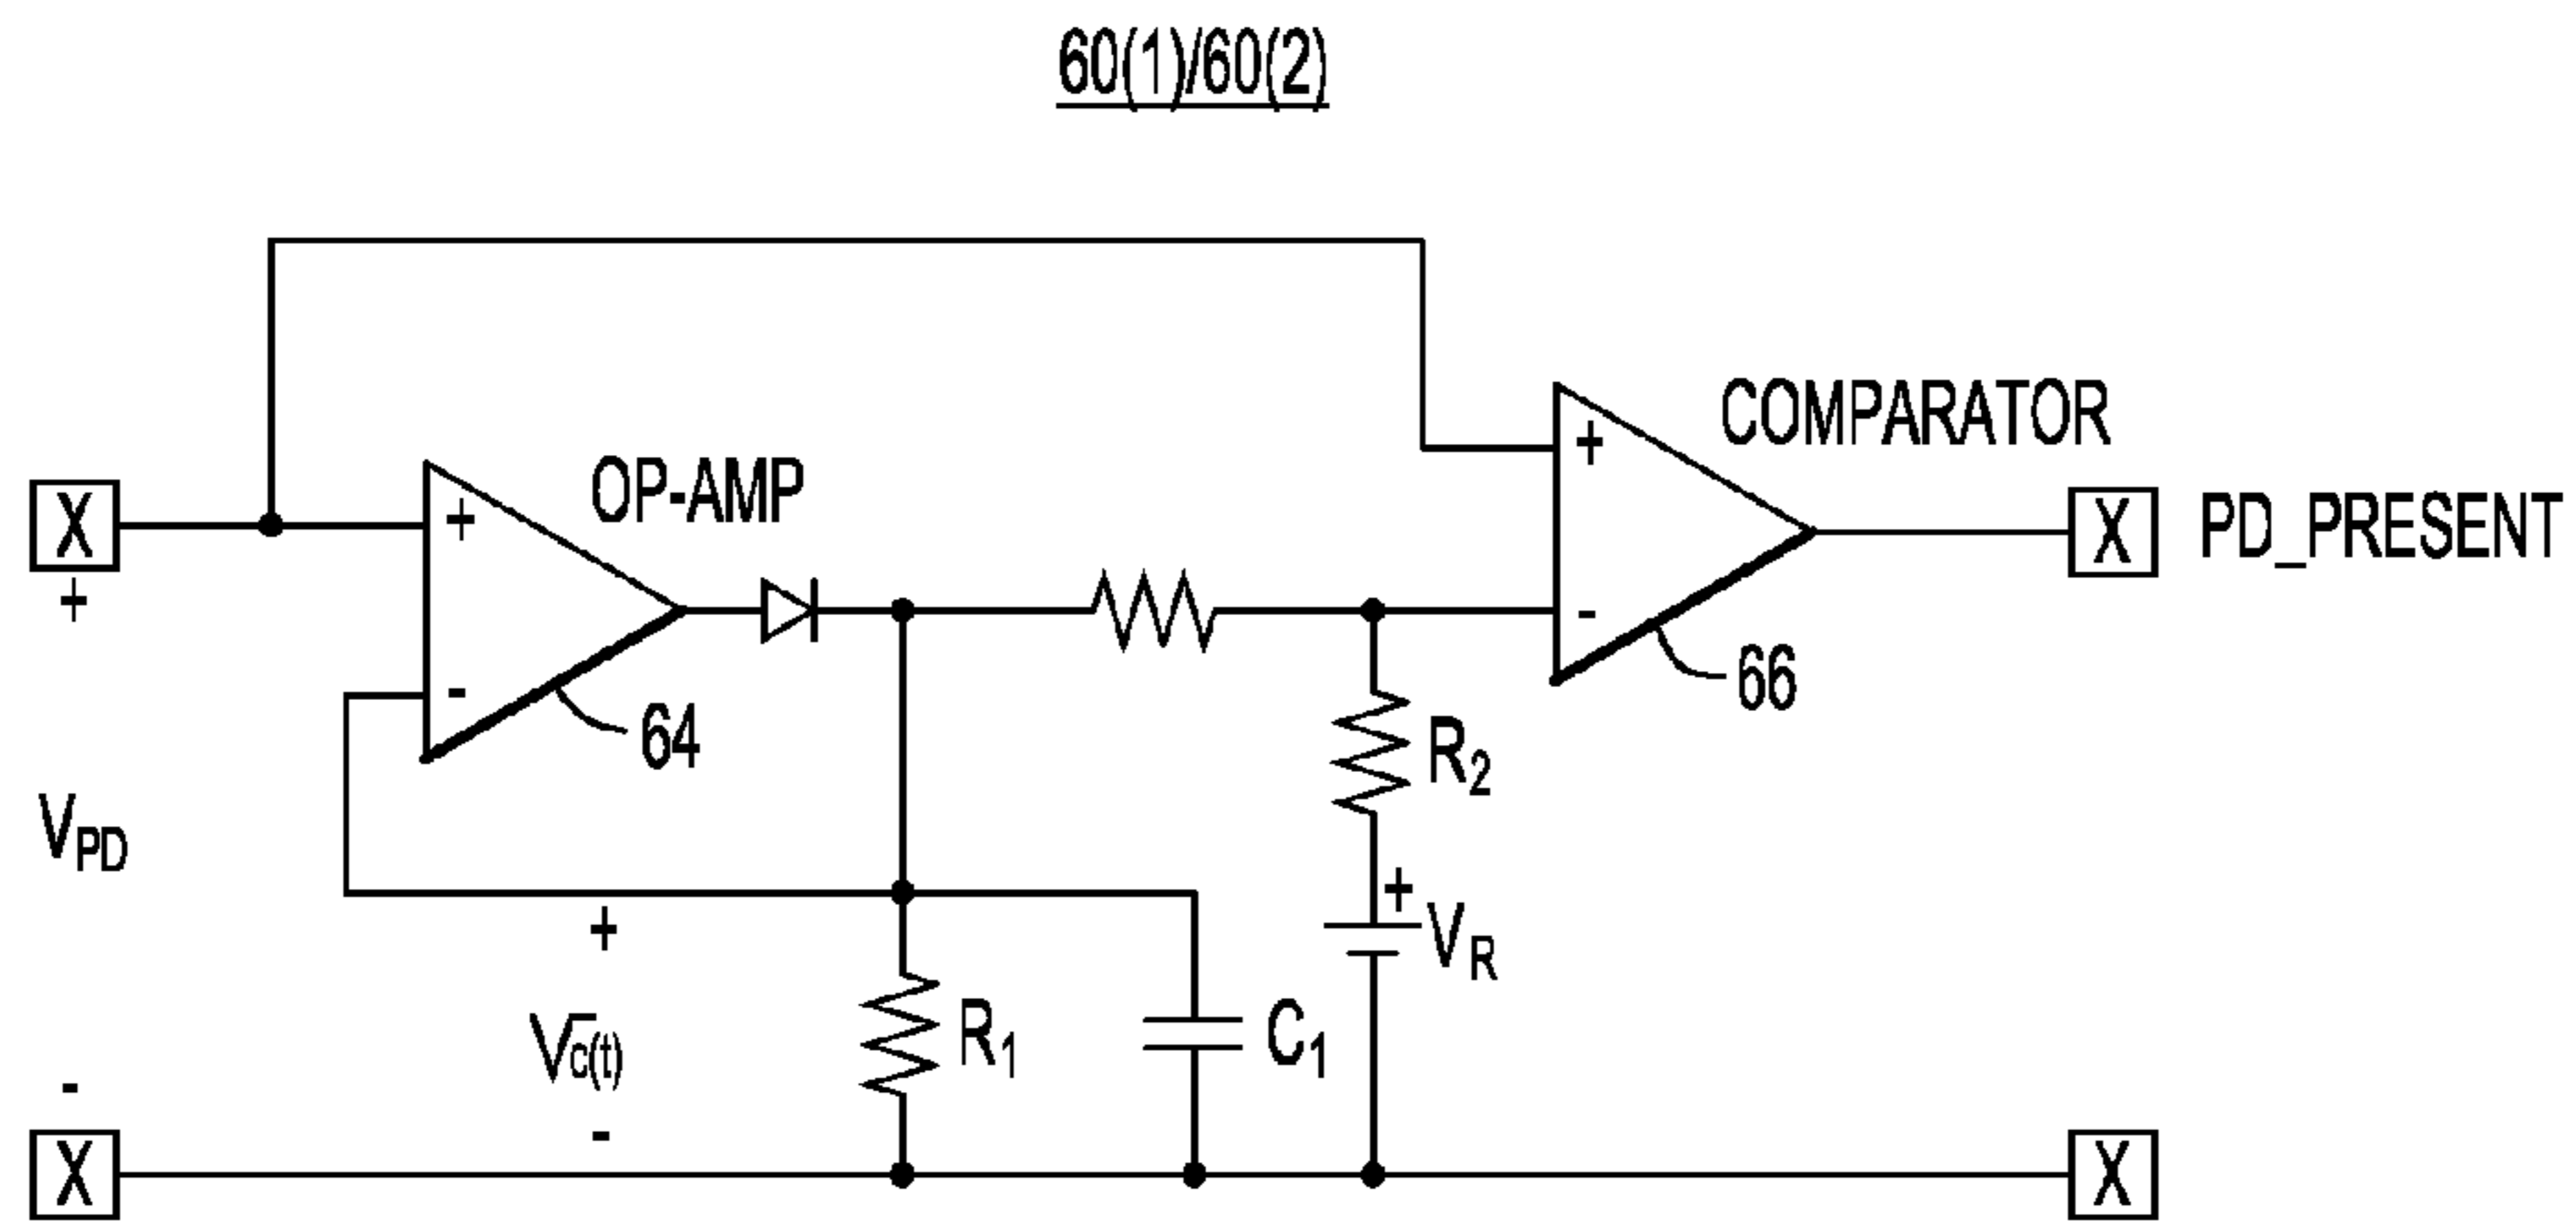 60(1)/60(2)
COMPARATOR
+
OP-AMP
X
+
X
PD_PRESENT
+
-
-
66
64
R2
VPD
+
VR
+
R1
C1
VC(t)
-
-
X
X